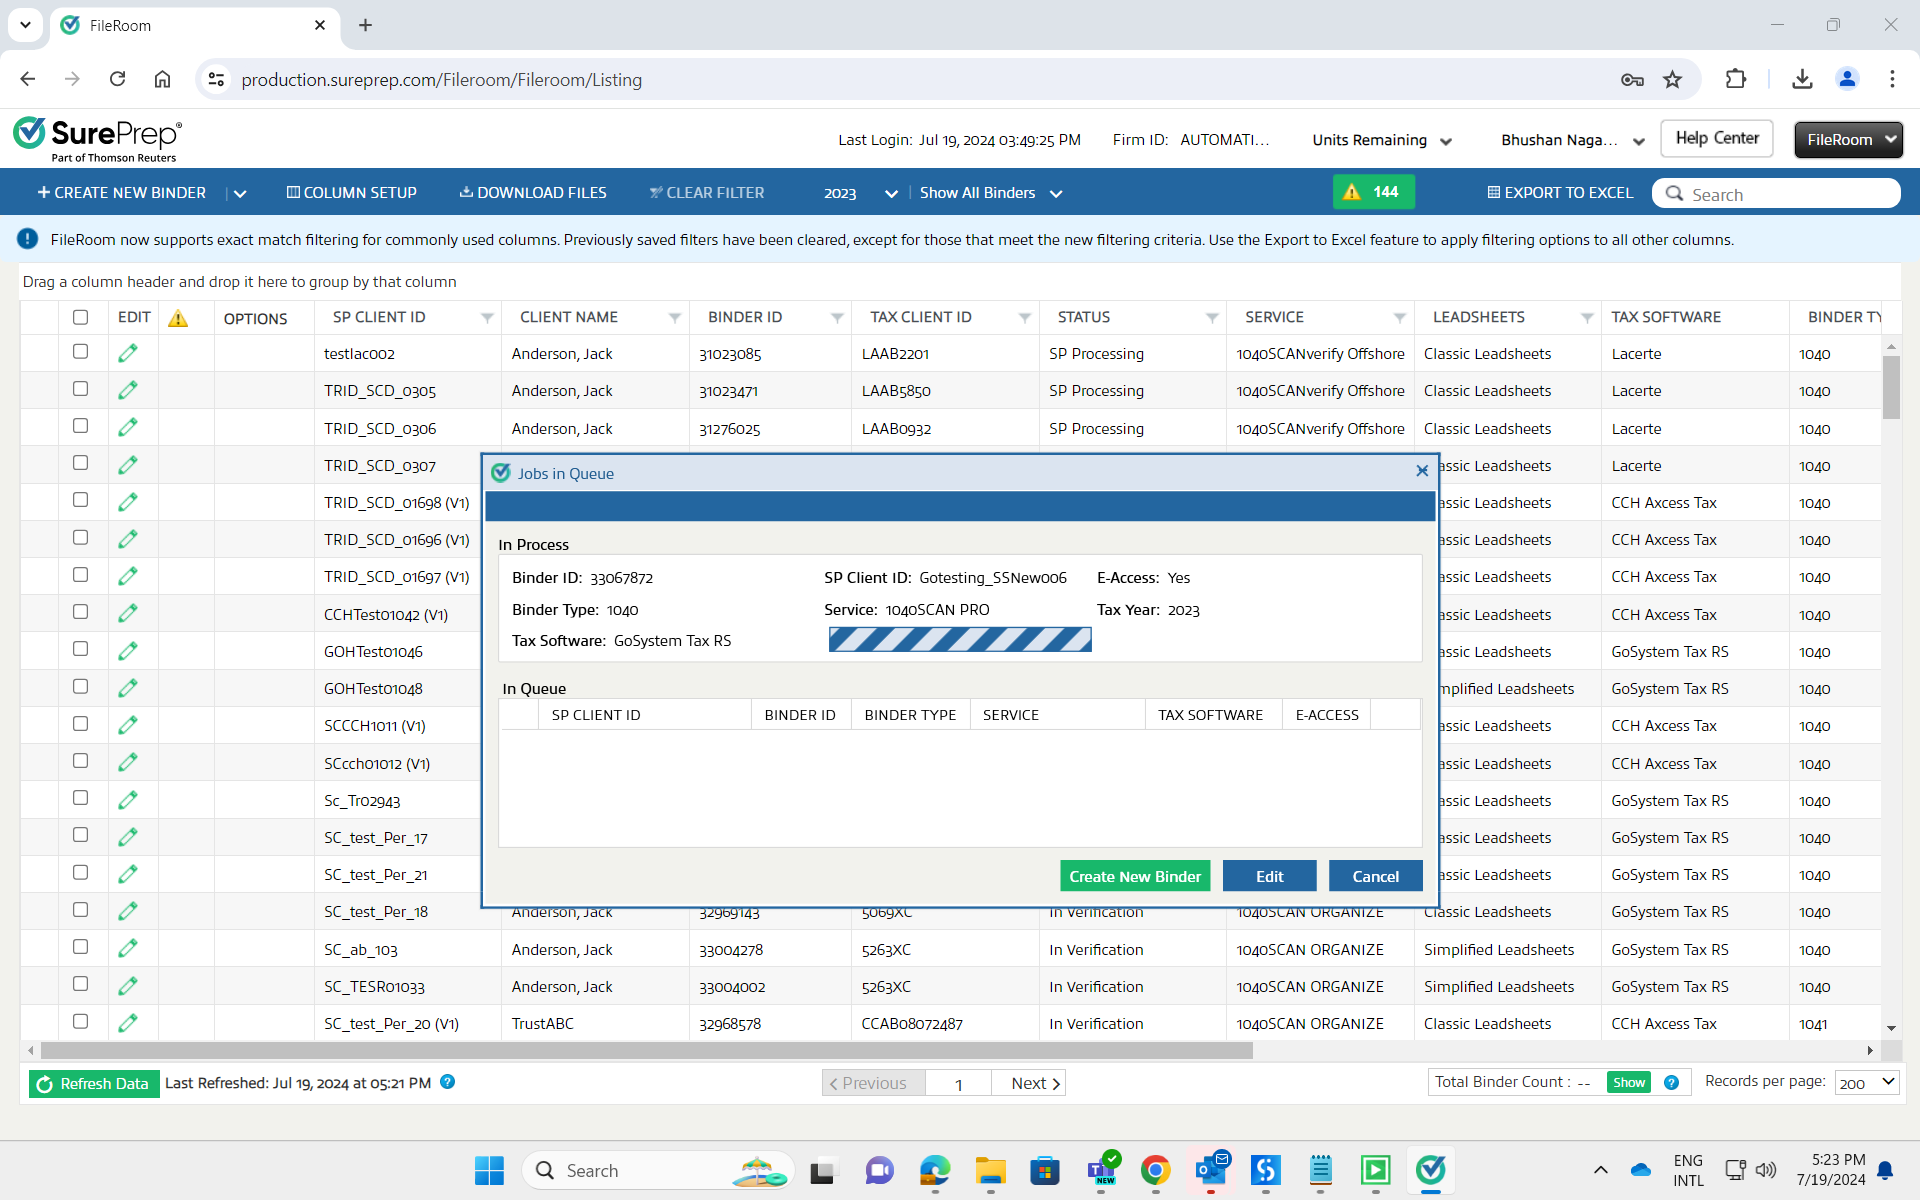 FileRoom
production.sureprep.com/Fileroom/Fileroom/Listing
SurePrep®
Part of Thomson Reuters
Last Login: Jul 19, 2024 03:49:25 PM
Firm ID: AUTOMATI...
Units Remaining
Bhushan Naga...
Help Center
FileRoom
+ CREATE NEW BINDER
COLUMN SETUP
DOWNLOAD FILES
CLEAR FILTER
2023
Show All Binders
144
EXPORT TO EXCEL
Search
FileRoom now supports exact match filtering for commonly used columns. Previously saved filters have been cleared, except for those that meet the new filtering criteria. Use the Export to Excel feature to apply filtering options to all other columns.
Drag a column header and drop it here to group by that column
EDIT OPTIONS SP CLIENT ID CLIENT NAME BINDER ID TAX CLIENT ID STATUS SERVICE LEADSHEETS TAX SOFTWARE BINDER TY
testlac002 Anderson, Jack 31023085 LAAB2201 SP Processing 1040SCANverify Offshore Classic Leadsheets Lacerte 1040
TRID_SCD_0305 Anderson, Jack 31023471 LAAB5850 SP Processing 1040SCANverify Offshore Classic Leadsheets Lacerte 1040
TRID_SCD_0306 Anderson, Jack 31276025 LAAB0932 SP Processing 1040SCANverify Offshore Classic Leadsheets Lacerte 1040
TRID_SCD_0307 assic Leadsheets Lacerte 1040
TRID_SCD_01698 (V1) assic Leadsheets CCH Axcess Tax 1040
TRID_SCD_01696 (V1) assic Leadsheets CCH Axcess Tax 1040
TRID_SCD_01697 (V1) assic Leadsheets CCH Axcess Tax 1040
CCHTest01042 (V1) assic Leadsheets CCH Axcess Tax 1040
GOHTest01046 assic Leadsheets GoSystem Tax RS 1040
GOHTest01048 mplified Leadsheets GoSystem Tax RS 1040
SCCCH1011 (V1) assic Leadsheets CCH Axcess Tax 1040
SCcch01012 (V1) assic Leadsheets CCH Axcess Tax 1040
Sc_Tr02943 assic Leadsheets GoSystem Tax RS 1040
SC_test_Per_17 assic Leadsheets GoSystem Tax RS 1040
SC_test_Per_21 assic Leadsheets GoSystem Tax RS 1040
SC_test_Per_18 Anderson, Jack 32969143 5069XC In Verification 1040SCAN ORGANIZE Classic Leadsheets GoSystem Tax RS 1040
SC_ab_103 Anderson, Jack 33004278 5263XC In Verification 1040SCAN ORGANIZE Simplified Leadsheets GoSystem Tax RS 1040
SC_TESR01033 Anderson, Jack 33004002 5263XC In Verification 1040SCAN ORGANIZE Simplified Leadsheets GoSystem Tax RS 1040
SC_test_Per_20 (V1) TrustABC 32968578 CCAB08072487 In Verification 1040SCAN ORGANIZE Classic Leadsheets CCH Axcess Tax 1041
Jobs in Queue
In Process
Binder ID: 33067872 SP Client ID: Gotesting_SSNew006 E-Access: Yes
Binder Type: 1040 Service: 1040SCAN PRO Tax Year: 2023
Tax Software: GoSystem Tax RS
In Queue
SP CLIENT ID BINDER ID BINDER TYPE SERVICE TAX SOFTWARE E-ACCESS
Create New Binder Edit Cancel
Refresh Data
Last Refreshed: Jul 19, 2024 at 05:21 PM
Previous 1 Next
Total Binder Count : -- Show
Records per page: 200
Search
NEW
ENG
INTL
5:23 PM
7/19/2024